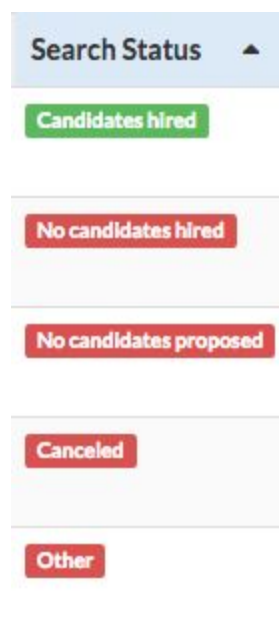 Search Status
Candidates hired
No candidates hired
No candidates proposed
Canceled
Other